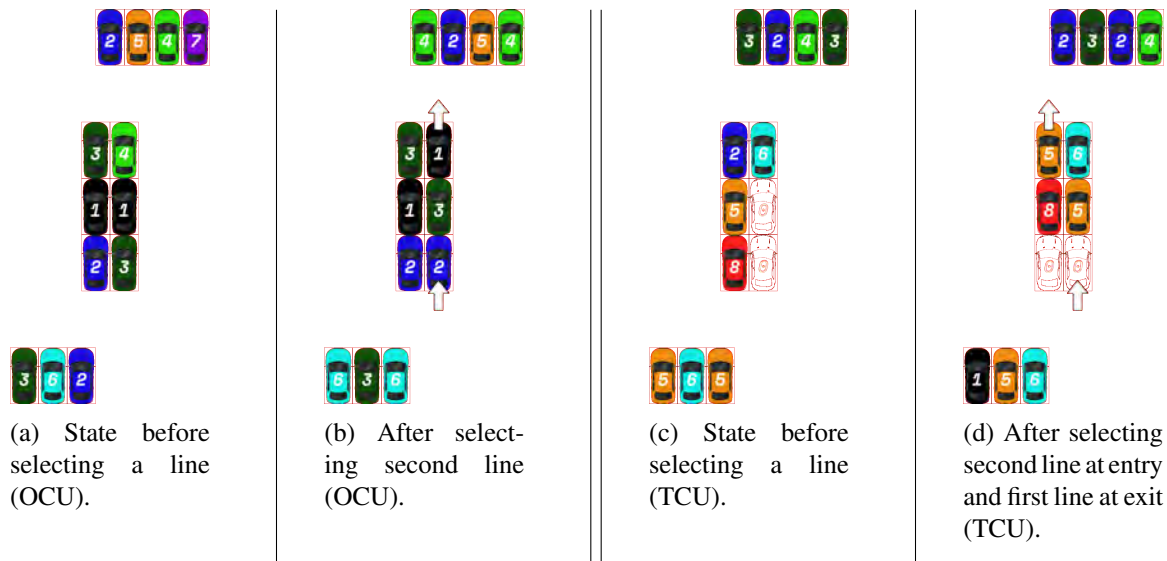 2 5 4 7
3 4
1 1
2 3
3 6 2
(a) State before
selecting a line
(OCU).
4 2 5 4
3 1
1 3
2 2
6 3 6
(b) After select-
ing second line
(OCU).
3 2 4 3
2 6
5 0
8 0
5 6 5
(c) State before
selecting a line
(TCU).
2 3 2 4
5 6
8 5
0 0
1 5 6
(d) After selecting
second line at entry
and first line at exit
(TCU).